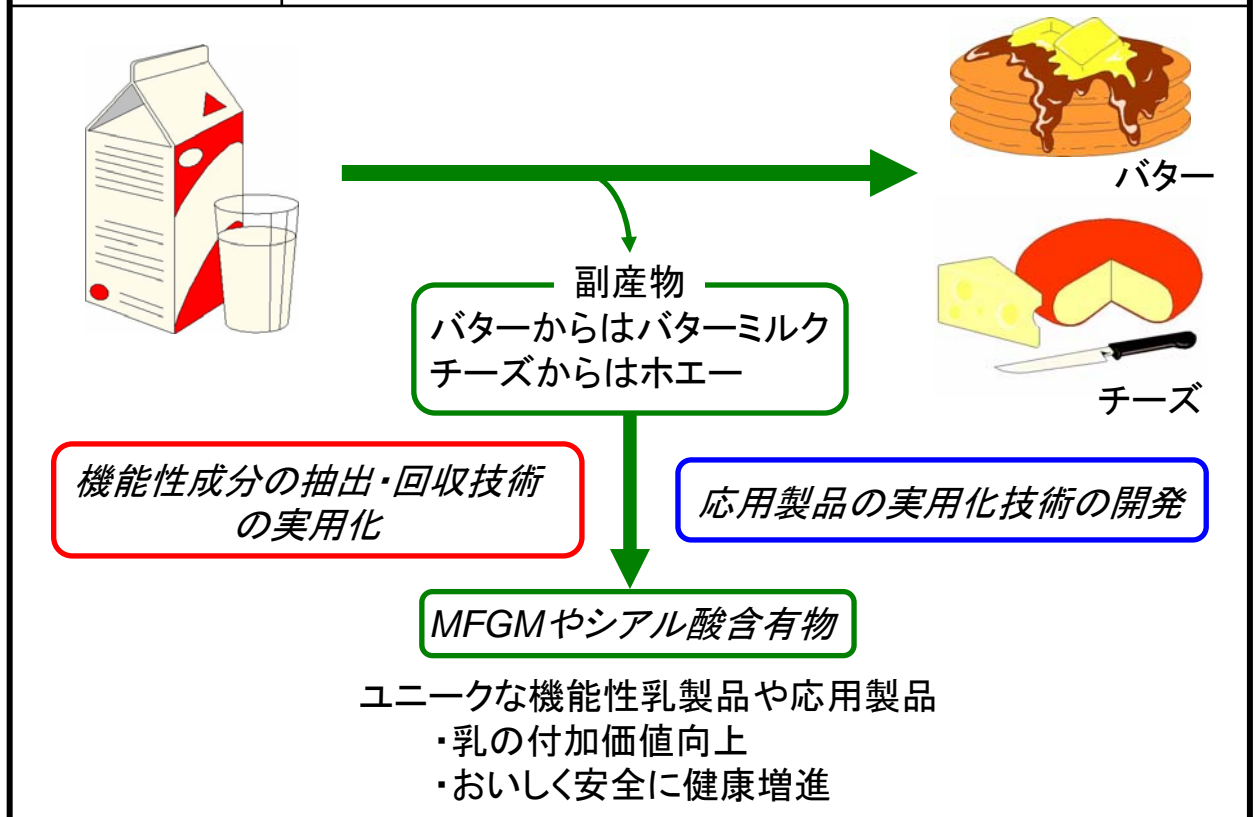 バター
チーズ
副産物
バターからはバターミルク
チーズからはホエー
機能性成分の抽出・回収技術
の実用化
応用製品の実用化技術の開発
MFGMやシアル酸含有物
ユニークな機能性乳製品や応用製品
・乳の付加価値向上
・おいしく安全に健康増進